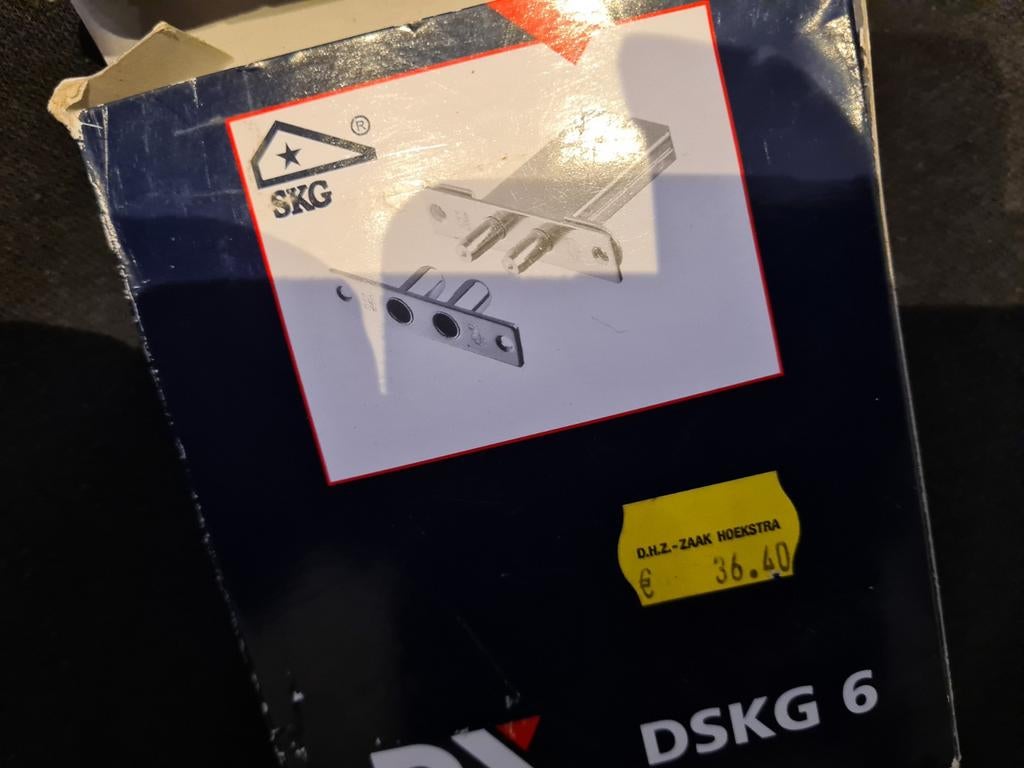 ®
SKG
D.H.Z.-ZAAK HOEKSTRA
€ 36.40
DSKG 6